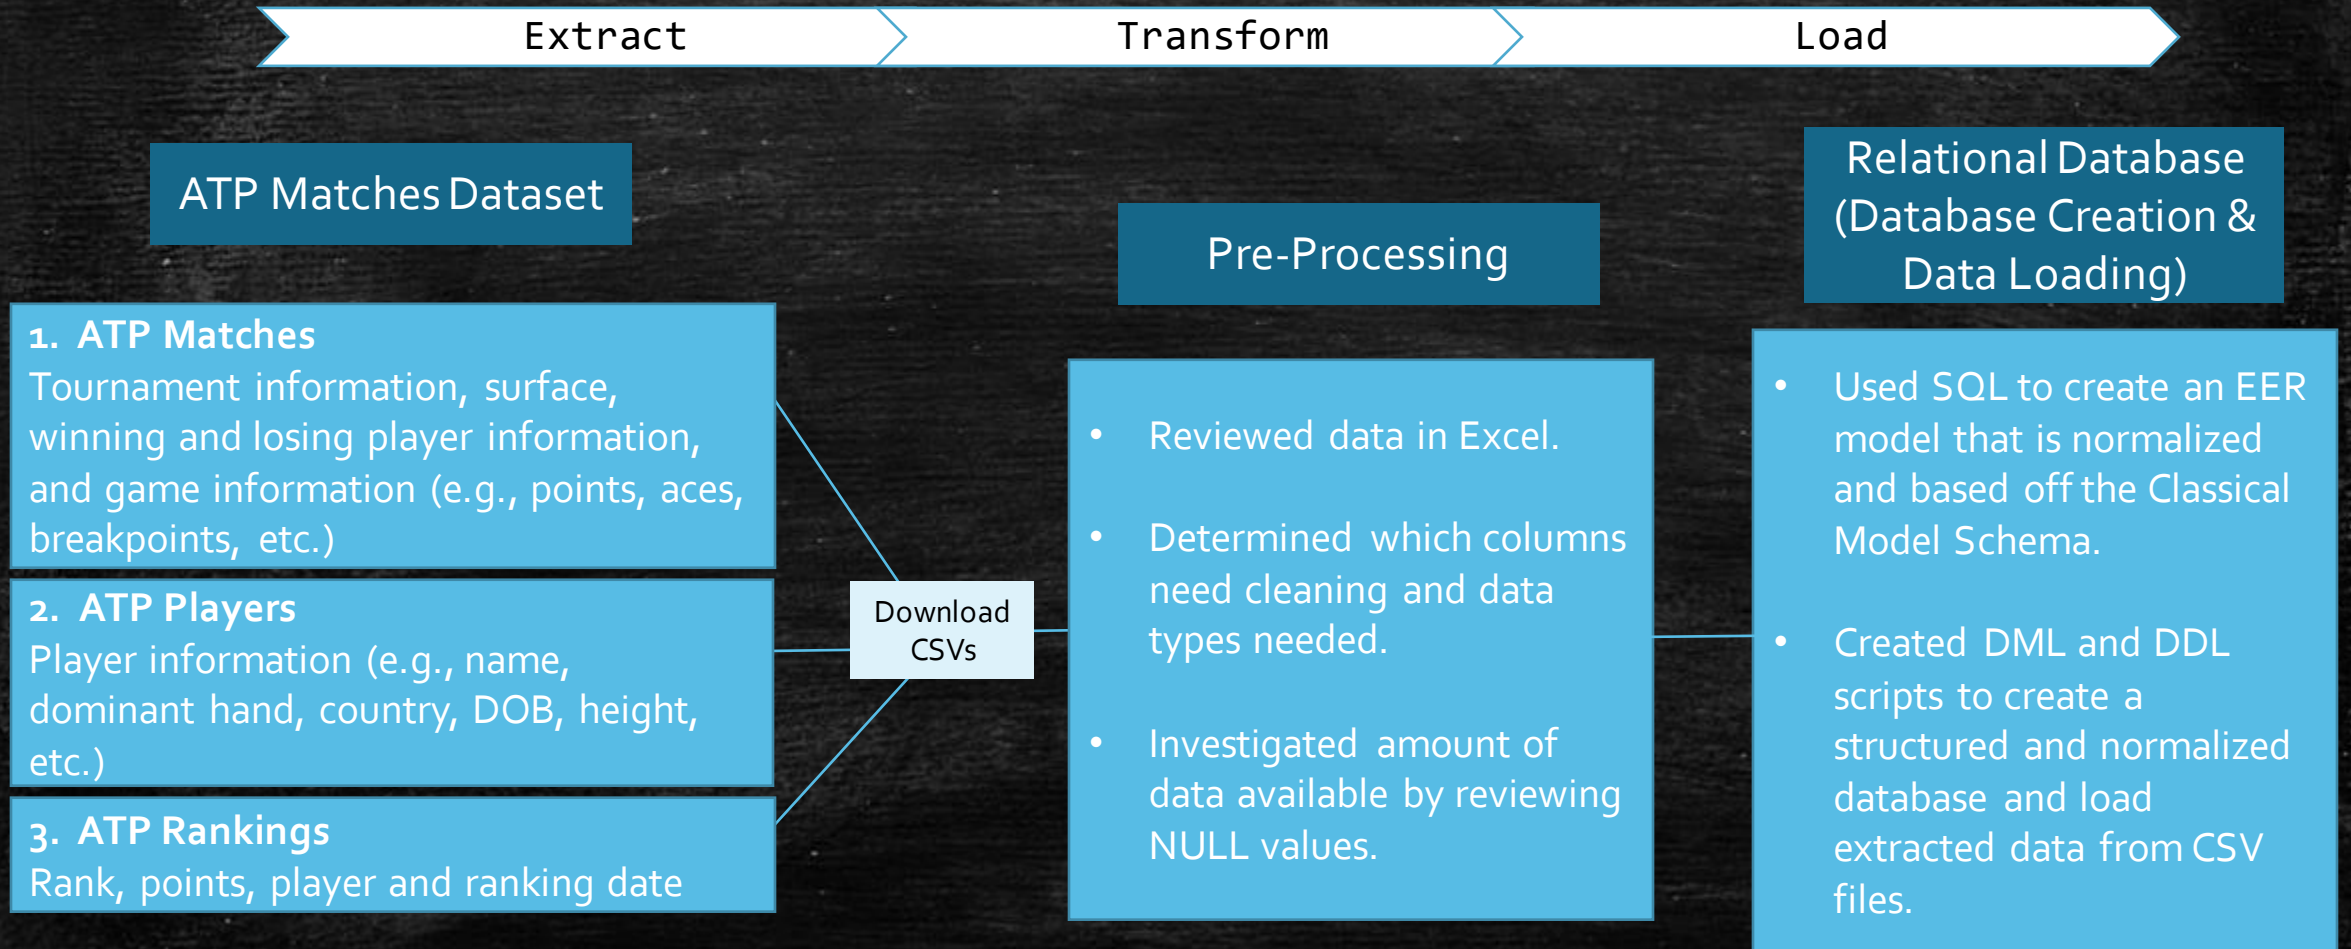 Extract
Transform
Load
ATP Matches Dataset
1. ATP Matches
Tournament information, surface,
winning and losing player information,
and game information (e.g., points, aces,
breakpoints, etc.)
2. ATP Players
Player information (e.g., name,
dominant hand, country, DOB, height,
etc.)
3. ATP Rankings
Rank, points, player and ranking date
Download
CSVs
Pre-Processing
• Reviewed data in Excel.
• Determined which columns
need cleaning and data
types needed.
• Investigated amount of
data available by reviewing
NULL values.
Relational Database
(Database Creation &
Data Loading)
• Used SQL to create an EER
model that is normalized
and based off the Classical
Model Schema.
• Created DML and DDL
scripts to create a
structured and normalized
database and load
extracted data from CSV
files.